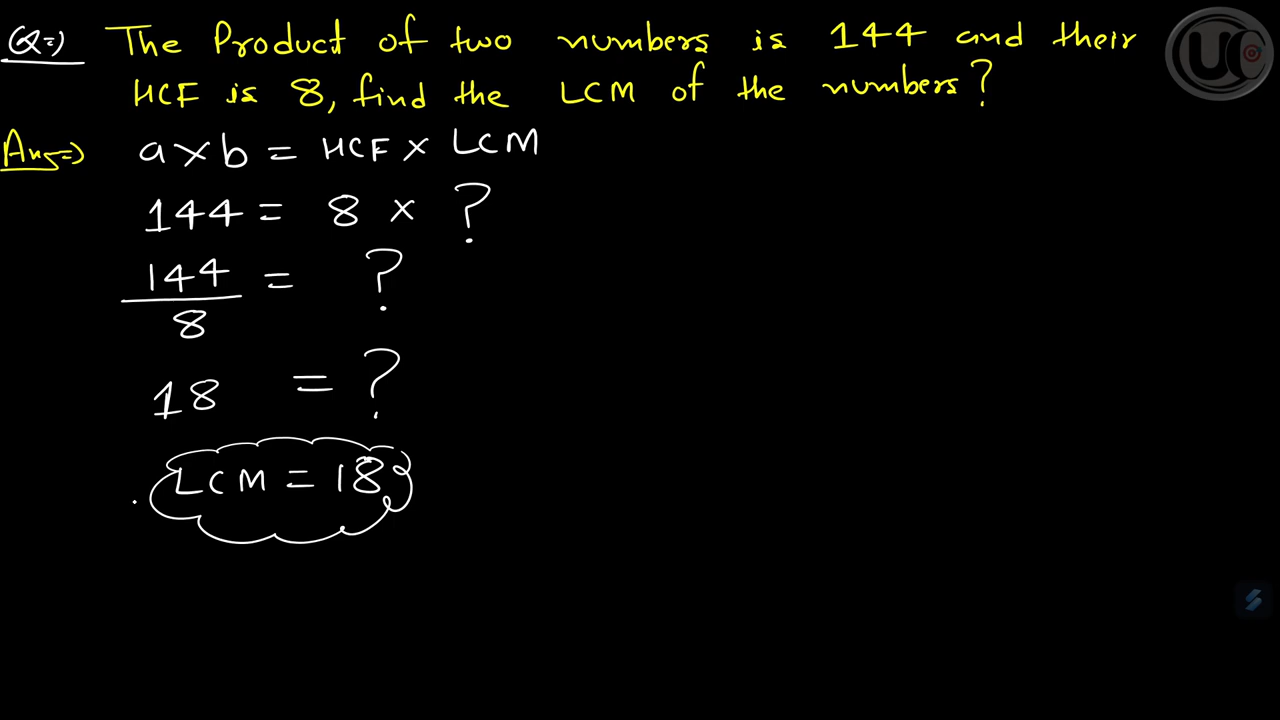 Q⇒ The Product of two numbers is 144 and their
HCF is 8, find the LCM of the numbers?
Ans⇒ a × b = HCF × LCM
144 = 8 × ?
144/8 = ?
18 = ?
LCM = 18
UC